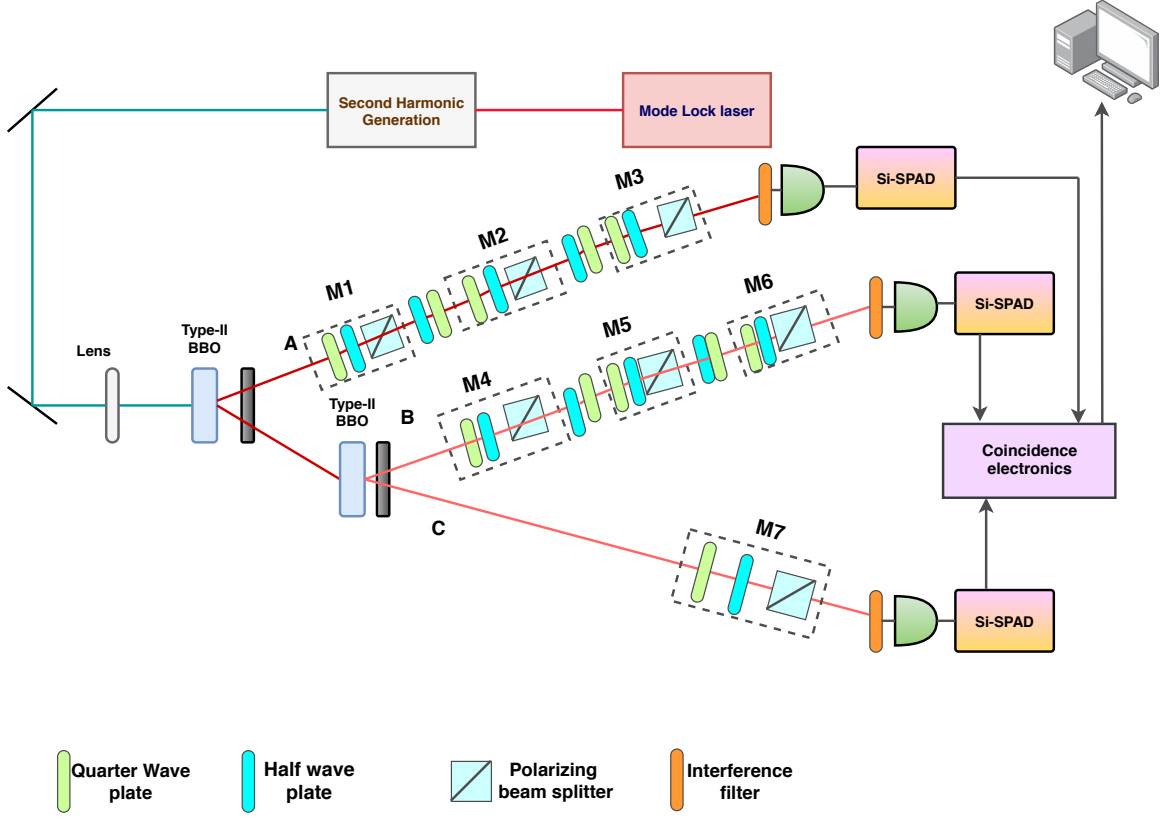 Second Harmonic
Generation
Mode Lock laser
M3
Si-SPAD
M2
M1
M6
Type-II
BBO
A
Si-SPAD
Lens
M5
M4
Type-II
BBO
B
Coincidence
electronics
C
M7
Si-SPAD
Quarter Wave
plate
Half wave
plate
Polarizing
beam splitter
Interference
filter